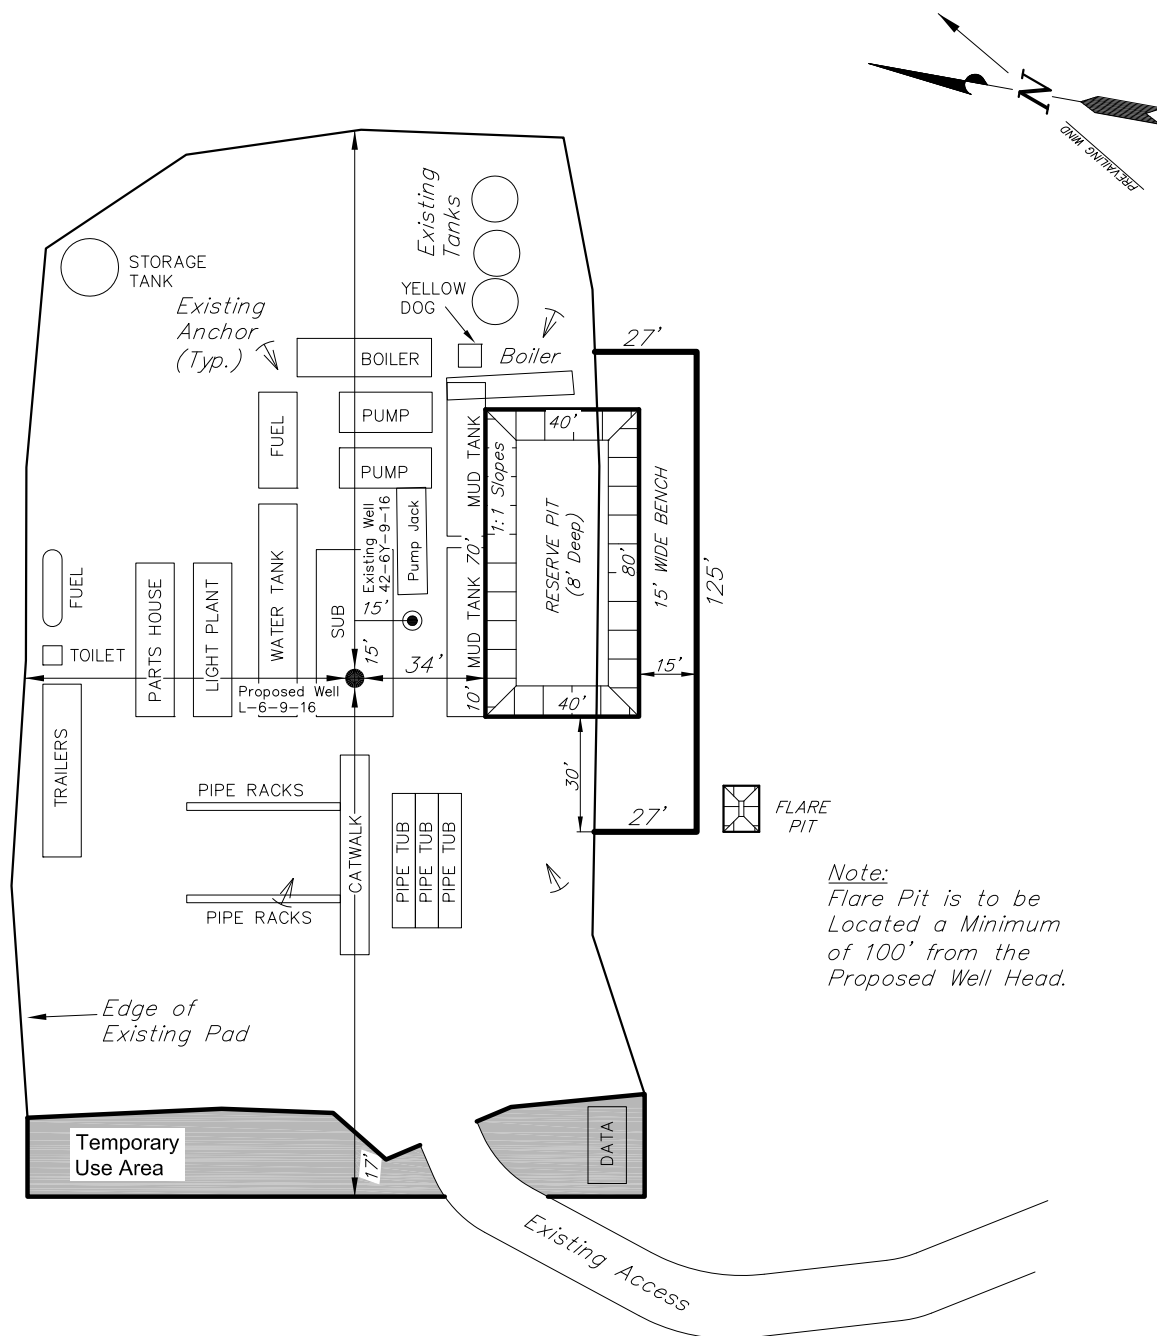 N
PREVAILING WIND
Existing
Tanks
STORAGE
TANK
YELLOW
DOG
Existing
Anchor
(Typ.)
27'
BOILER
Boiler
FUEL
PUMP
PUMP
MUD TANK
40'
1:1 Slopes
RESERVE PIT
(8' Deep)
80'
15' WIDE BENCH
125'
Existing Well
42-6Y-9-16
Pump Jack
70'
MUD TANK
FUEL
TOILET
PARTS HOUSE
LIGHT PLANT
WATER TANK
SUB
15'
15'
34'
10'
15'
Proposed Well
L-6-9-16
40'
TRAILERS
PIPE RACKS
30'
27'
FLARE
PIT
CATWALK
PIPE TUB
PIPE TUB
PIPE TUB
PIPE RACKS
Note:
Flare Pit is to be
Located a Minimum
of 100' from the
Proposed Well Head.
Edge of
Existing Pad
Temporary
Use Area
17'
DATA
Existing Access